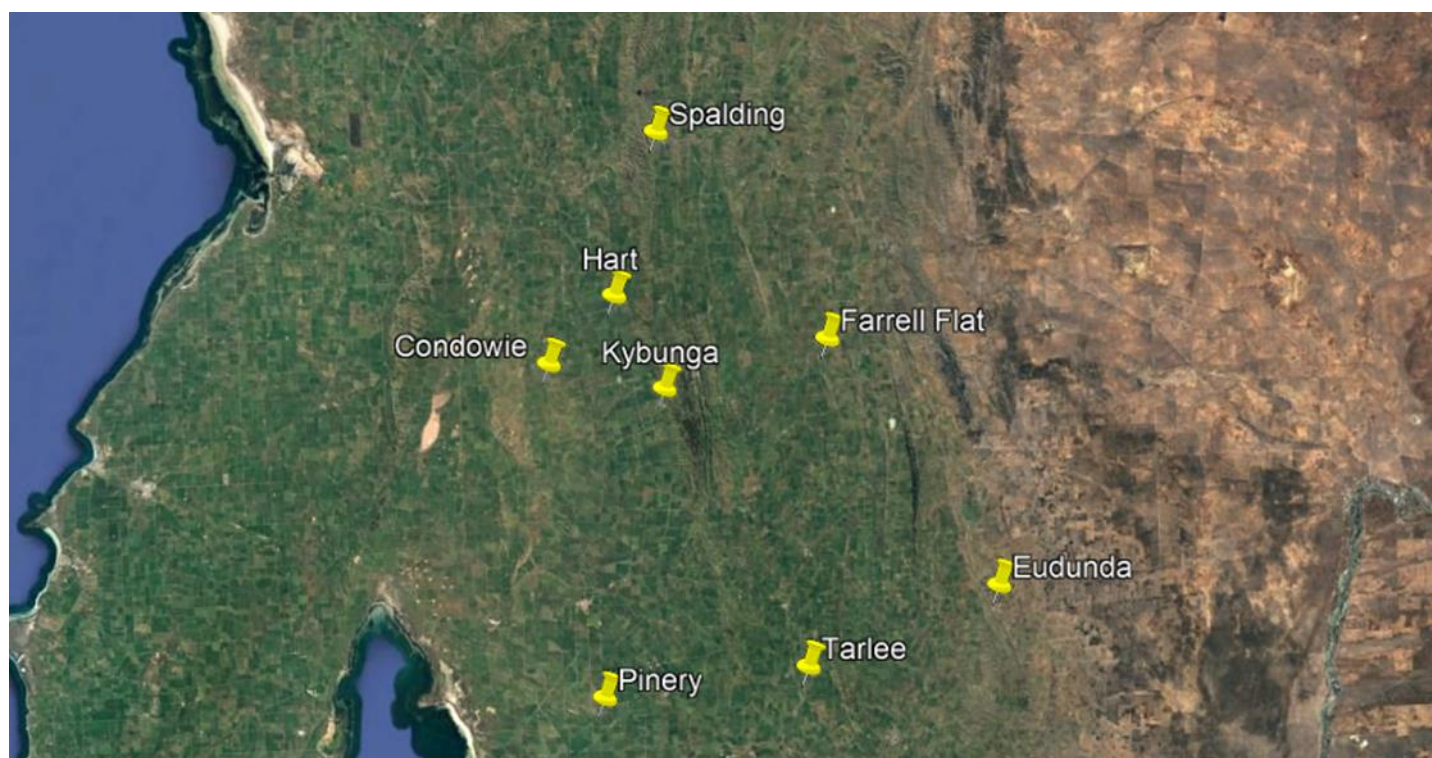 Spalding
Hart
Farrell Flat
Condowie
Kybunga
Eudunda
Tarlee
Pinery